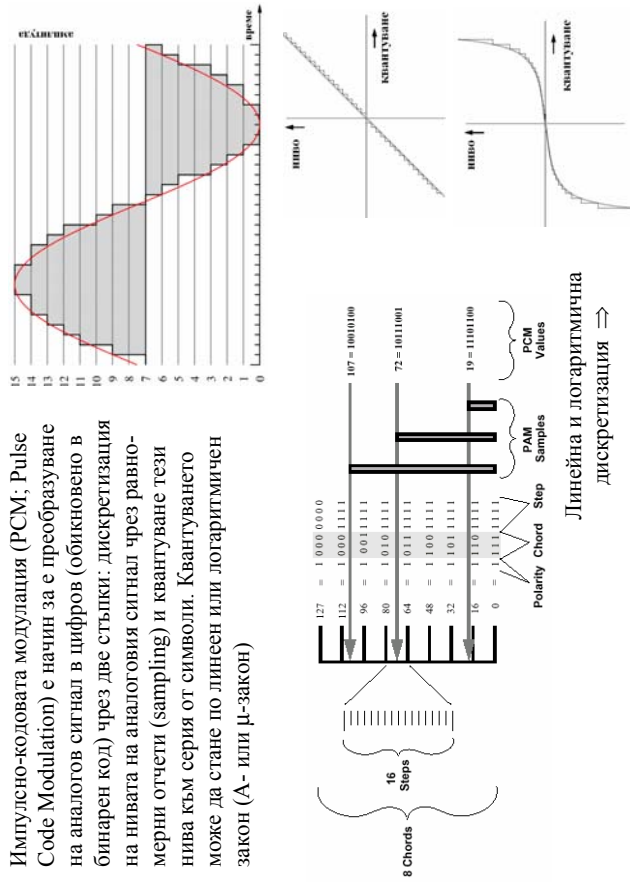 Импулсно-кодовата модулация (PCM; Pulse
Code Modulation) е начин за е преобразуване
на аналогов сигнал в цифров (обикновено в
бинарен код) чрез две стъпки: дискретизация
на нивата на аналоговия сигнал чрез равно-
мерни отчети (sampling) и квантуване тези
нива към серия от символи. Квантуването
може да стане по линеен или логаритмичен
закон (А- или μ-закон)
амплитуда
15
14
13
12
11
10
9
8
7
6
5
4
3
2
1
0
време
8 Chords
16
Steps
127 = 1 000 0000
112 = 1 000 1111
96 = 1 001 1111
80 = 1 010 1111
64 = 1 011 1111
48 = 1 100 1111
32 = 1 101 1111
16 = 1 110 1111
0 = 1 111 1111
Polarity Chord Step
PAM
Samples
107 = 10010100
72 = 10111001
19 = 11101100
PCM
Values
ниво
квантуване
ниво
квантуване
Линейна и логаритмична
дискретизация ⇒